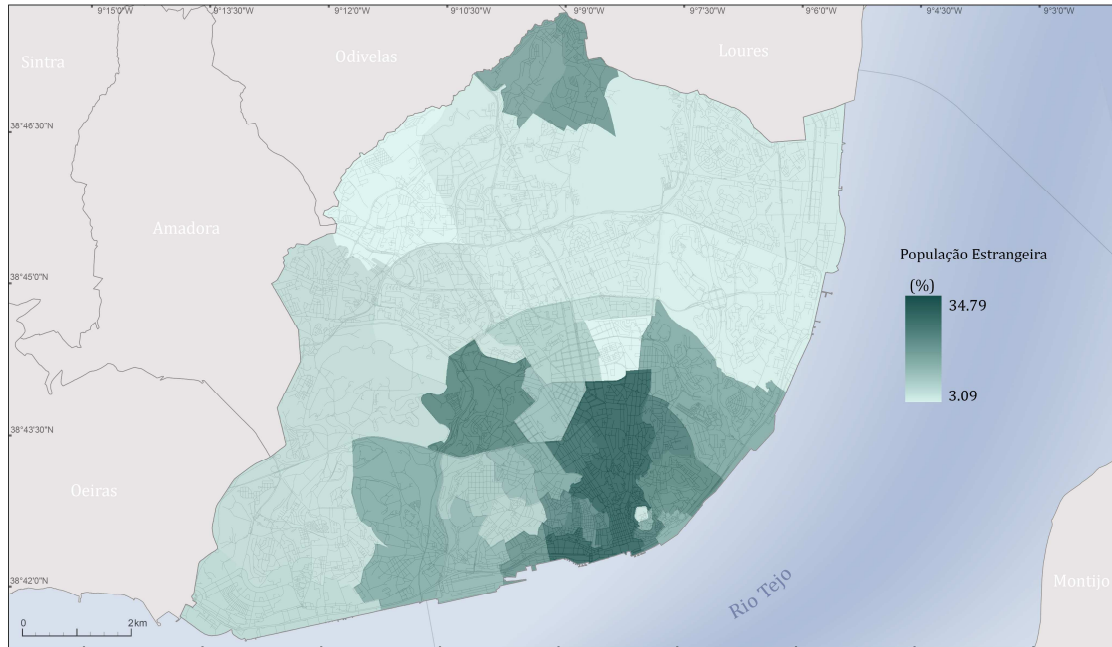 9°15'0"W 9°13'30"W 9°12'0"W 9°10'30"W 9°9'0"W 9°7'30"W 9°6'0"W 9°4'30"W 9°3'0"W
Sintra
Odivelas
Loures
38°46'30"N
Amadora
38°45'0"N
População Estrangeira
(%)
34.79
3.09
38°43'30"N
Oeiras
38°42'0"N
Rio Tejo
Montijo
0 2km